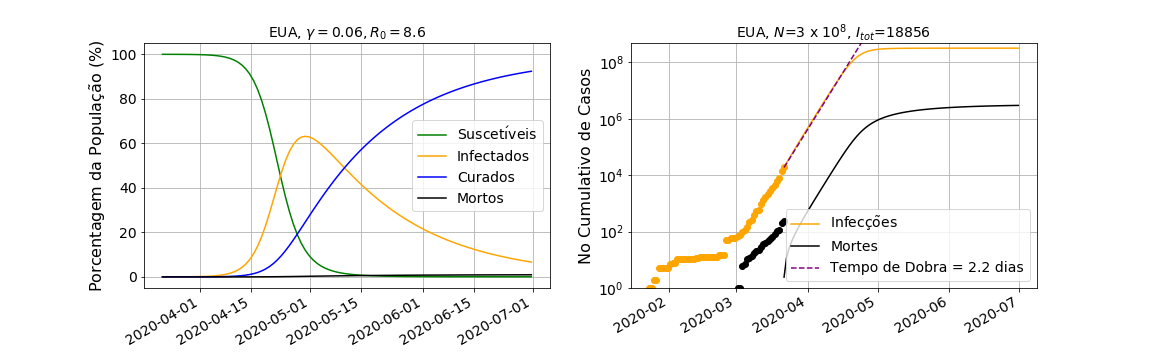 EUA, γ = 0.06, R₀ = 8.6
Porcentagem da População (%)
100
80
60
40
20
0
Suscetíveis
Infectados
Curados
Mortos
2020-04-01
2020-04-15
2020-05-01
2020-05-15
2020-06-01
2020-06-15
2020-07-01
EUA, N=3 x 10⁸, Iₜₒₜ=18856
No Cumulativo de Casos
10⁸
10⁶
10⁴
10²
10⁰
Infecções
Mortes
Tempo de Dobra = 2.2 dias
2020-02
2020-03
2020-04
2020-05
2020-06
2020-07